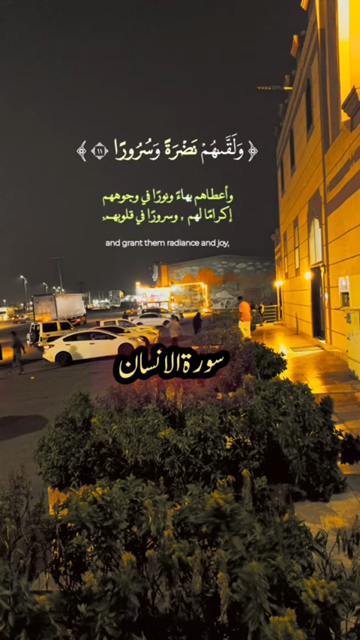 ﴿ وَلَقَّىٰهُمْ نَضْرَةً وَسُرُورًا ﴾ ١١
وأعطاهم بهاءً ونورًا في وجوههم
إكرامًا لهم ، وسرورًا في قلوبهم.
and grant them radiance and joy,
سورة الانسان